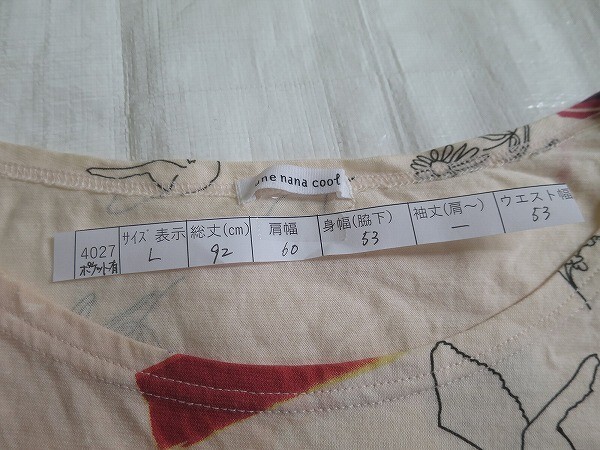 une nana cool
サイズ表示 総丈(cm) 肩幅 身幅(脇下) 袖丈(肩～) ウエスト幅
4027 L 92 60 53 ー 53
ポケット有